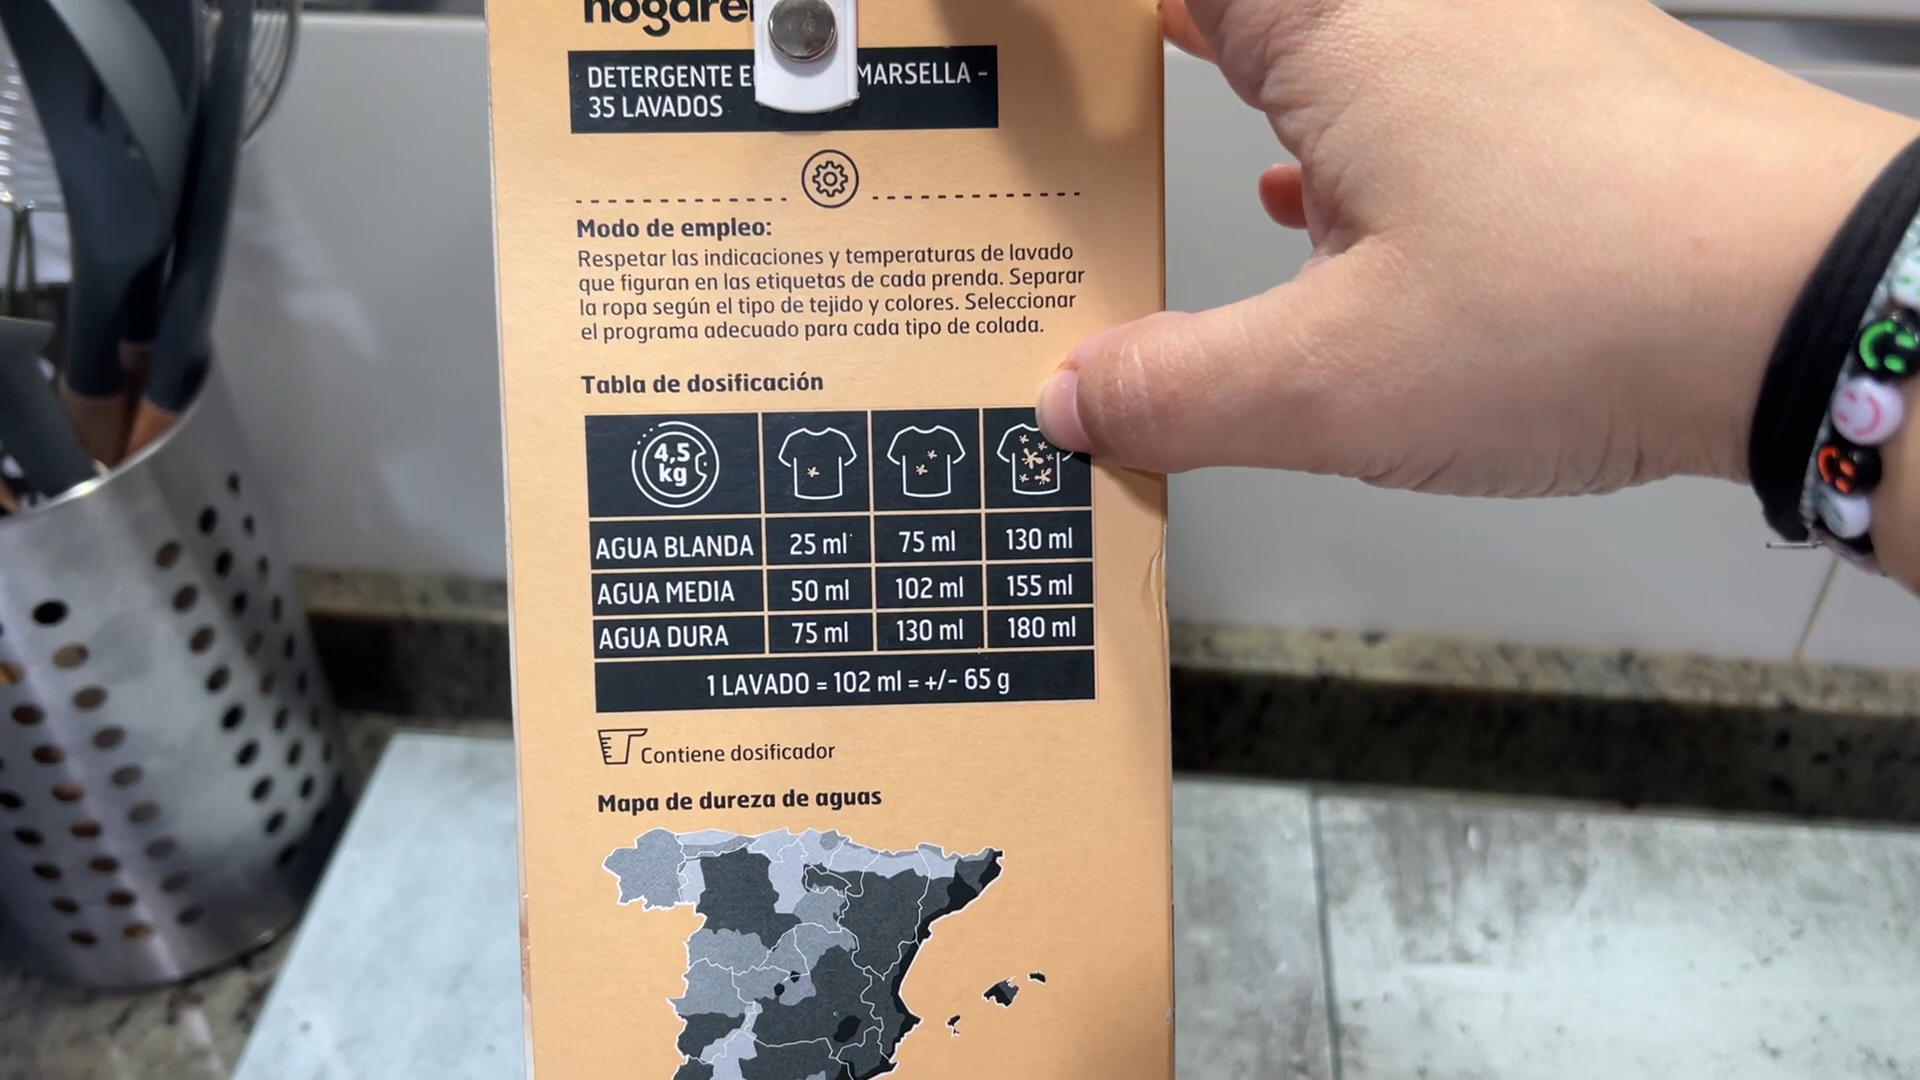 DETERGENTE MARSELLA -
35 LAVADOS
Modo de empleo:
Respetar las indicaciones y temperaturas de lavado
que figuran en las etiquetas de cada prenda. Separar
la ropa según el tipo de tejido y colores. Seleccionar
el programa adecuado para cada tipo de colada.
Tabla de dosificación
4,5
kg
AGUA BLANDA 25 ml 75 ml 130 ml
AGUA MEDIA 50 ml 102 ml 155 ml
AGUA DURA 75 ml 130 ml 180 ml
1 LAVADO = 102 ml = +/- 65 g
Contiene dosificador
Mapa de dureza de aguas